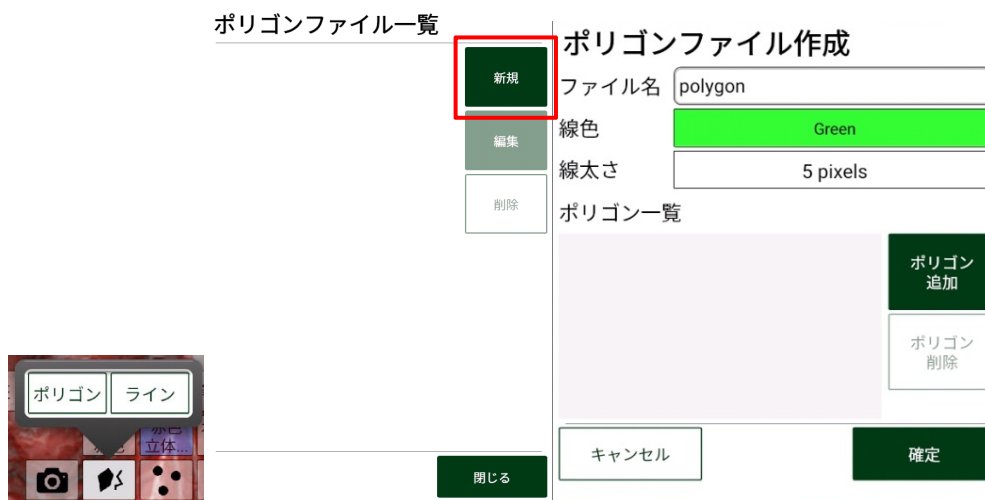 ポリゴンファイル一覧
新規
編集
削除
閉じる
ポリゴン
ライン
立体...
ポリゴンファイル作成
ファイル名
polygon
線色
Green
線太さ
5 pixels
ポリゴン一覧
ポリゴン
追加
ポリゴン
削除
キャンセル
確定